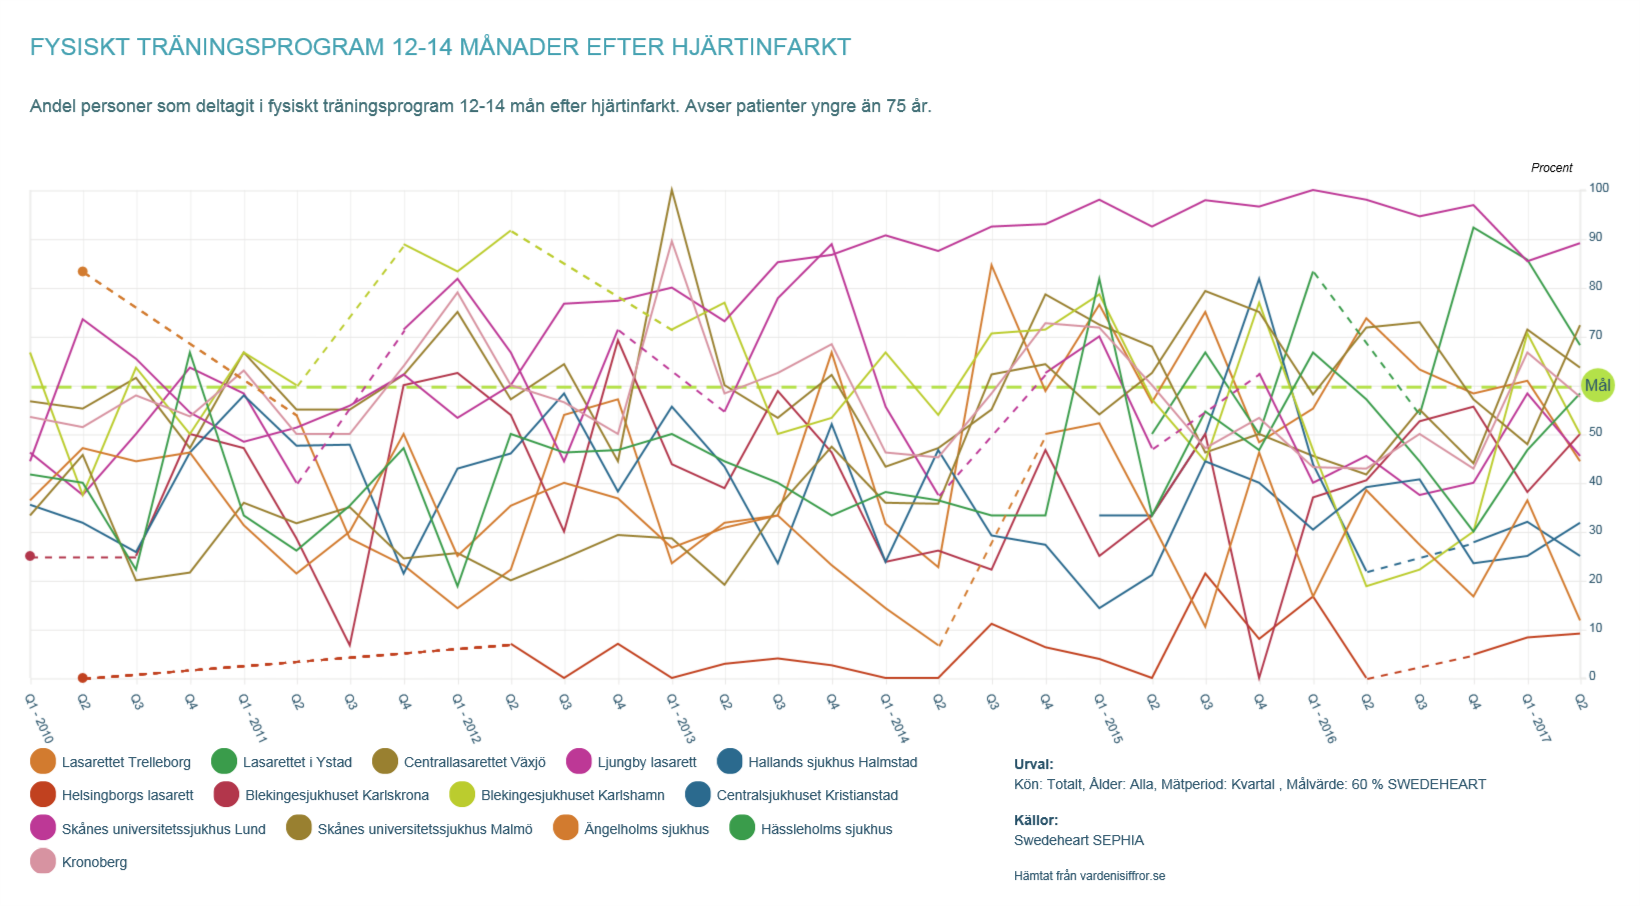 FYSISKT TRÄNINGSPROGRAM 12-14 MÅNADER EFTER HJÄRTINFARKT
Andel personer som deltagit i fysiskt träningsprogram 12-14 mån efter hjärtinfarkt. Avser patienter yngre än 75 år.
Procent
100
90
80
70
Mål
50
40
30
20
10
0
Q1 - 2010 Q2 Q3 Q4 Q1 - 2011 Q2 Q3 Q4 Q1 - 2012 Q2 Q3 Q4 Q1 - 2013 Q2 Q3 Q4 Q1 - 2014 Q2 Q3 Q4 Q1 - 2015 Q2 Q3 Q4 Q1 - 2016 Q2 Q3 Q4 Q1 - 2017 Q2
Lasarettet Trelleborg Lasarettet i Ystad Centrallasarettet Växjö Ljungby lasarett Hallands sjukhus Halmstad
Helsingborgs lasarett Blekingesjukhuset Karlskrona Blekingesjukhuset Karlshamn Centralsjukhuset Kristianstad
Skånes universitetssjukhus Lund Skånes universitetssjukhus Malmö Ängelholms sjukhus Hässleholms sjukhus
Kronoberg
Urval:
Kön: Totalt, Ålder: Alla, Mätperiod: Kvartal , Målvärde: 60 % SWEDEHEART
Källor:
Swedeheart SEPHIA
Hämtat från vardenisiffror.se